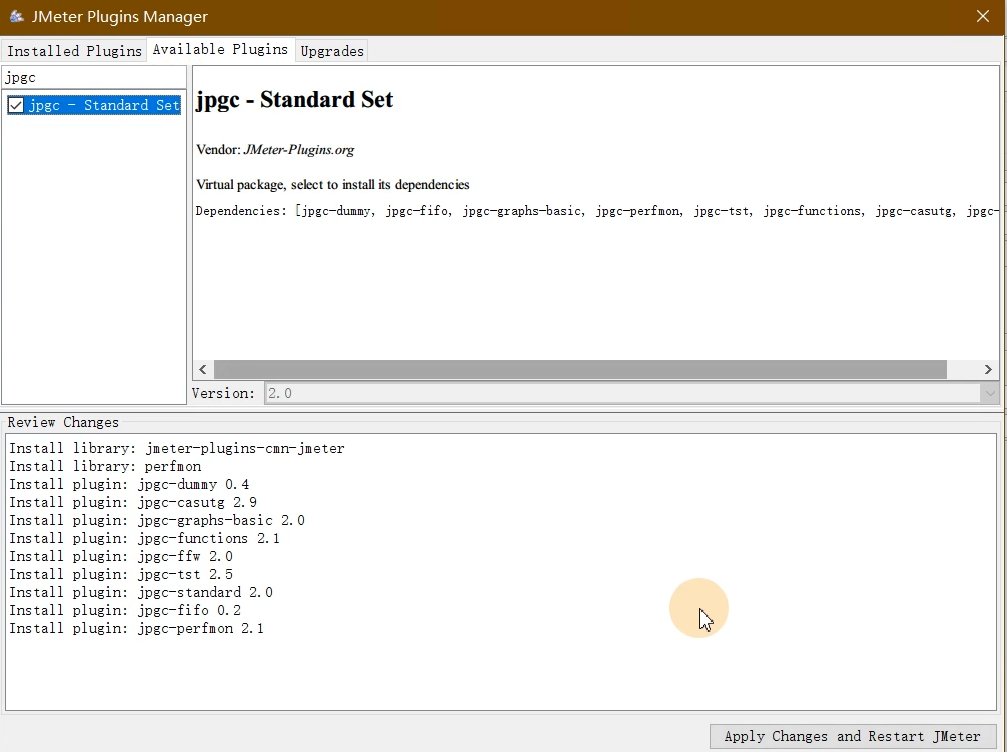 JMeter Plugins Manager
Installed Plugins
Available Plugins
Upgrades
jpgc
jpgc - Standard Set
jpgc - Standard Set
Vendor: JMeter-Plugins.org
Virtual package, select to install its dependencies
Dependencies: [jpgc-dummy, jpgc-fifo, jpgc-graphs-basic, jpgc-perfmon, jpgc-tst, jpgc-functions, jpgc-casutg, jpgc-
Version: 2.0
Review Changes
Install library: jmeter-plugins-cmn-jmeter
Install library: perfmon
Install plugin: jpgc-dummy 0.4
Install plugin: jpgc-casutg 2.9
Install plugin: jpgc-graphs-basic 2.0
Install plugin: jpgc-functions 2.1
Install plugin: jpgc-ffw 2.0
Install plugin: jpgc-tst 2.5
Install plugin: jpgc-standard 2.0
Install plugin: jpgc-fifo 0.2
Install plugin: jpgc-perfmon 2.1
Apply Changes and Restart JMeter